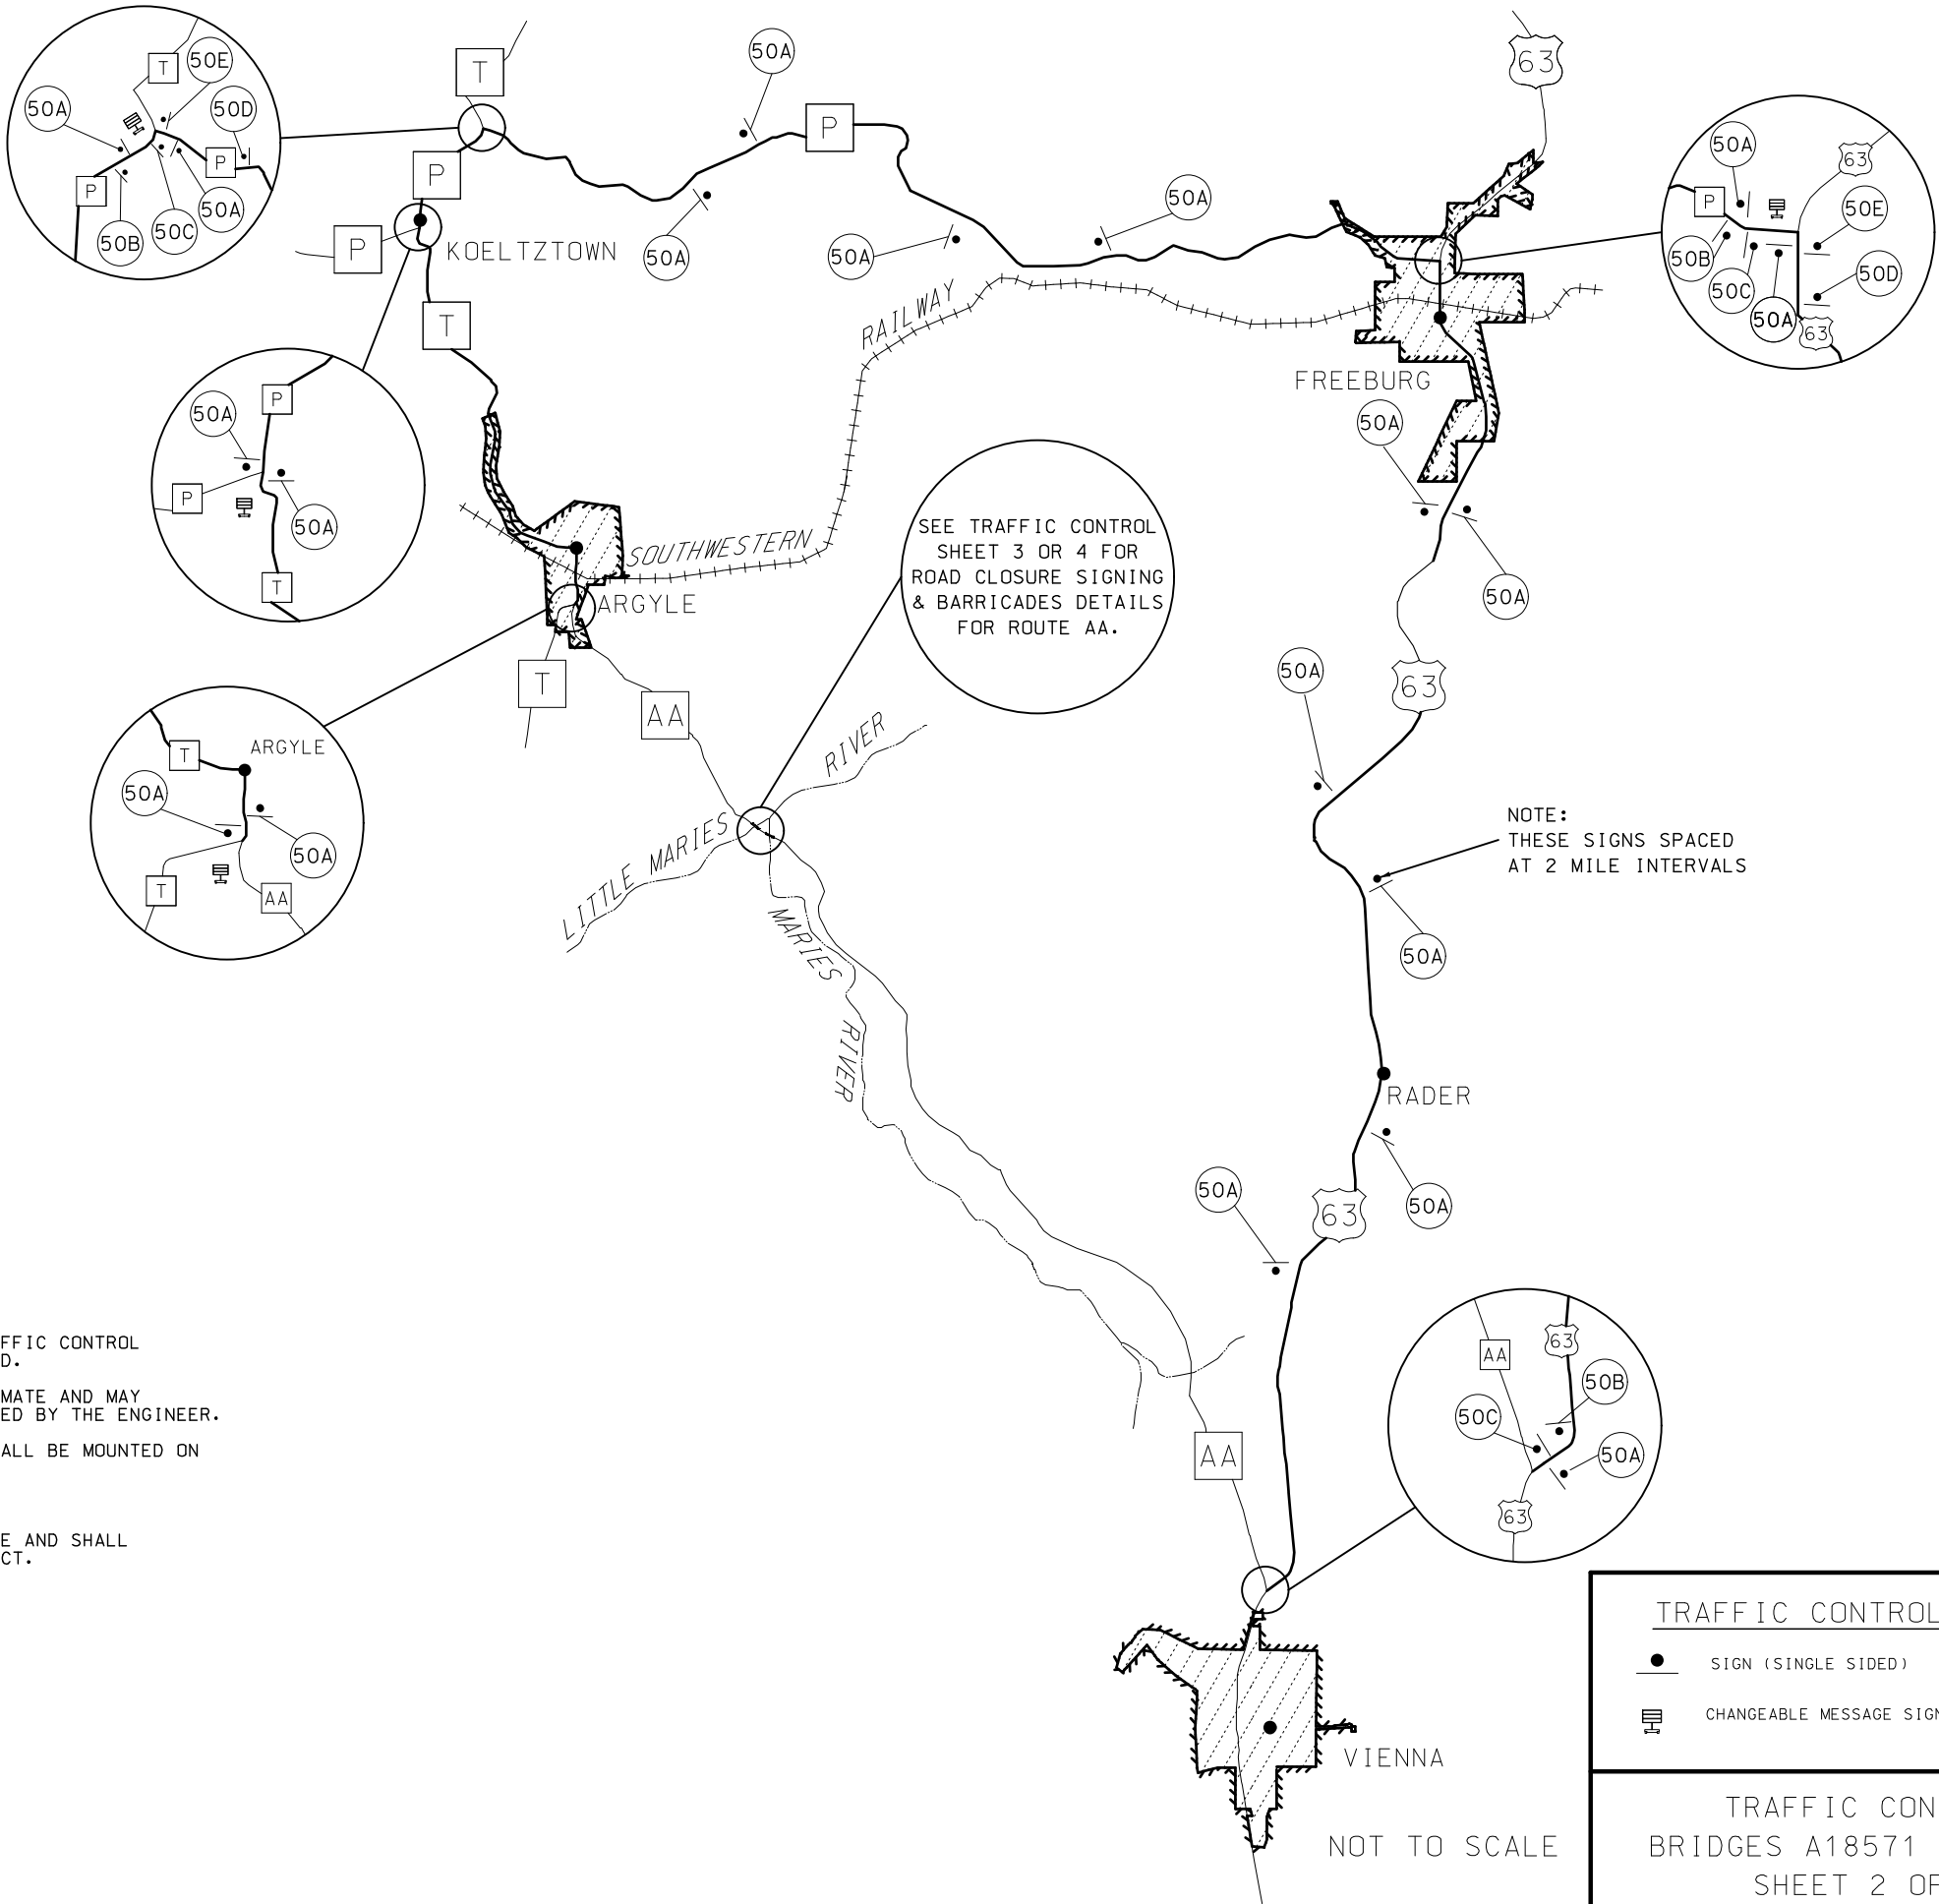 T
50E
50A
50D
P
P
50A
50B
50C
T
50A
P
P
P
KOELTZTOWN
50A
50A
50A
T
63
50A
63
P
50E
50B
50C
50A
50D
63
RAILWAY
FREEBURG
50A
P
50A
P
50A
T
SEE TRAFFIC CONTROL
SHEET 3 OR 4 FOR
ROAD CLOSURE SIGNING
& BARRICADES DETAILS
FOR ROUTE AA.
SOUTHWESTERN
ARGYLE
T
AA
50A
50A
63
ARGYLE
T
50A
50A
T
AA
RIVER
LITTLE MARIES
MARIES
RIVER
NOTE:
THESE SIGNS SPACED
AT 2 MILE INTERVALS
50A
RADER
50A
50A
63
FFIC CONTROL
D.
MATE AND MAY
ED BY THE ENGINEER.
ALL BE MOUNTED ON
E AND SHALL
CT.
63
AA
50B
50C
50A
63
AA
VIENNA
NOT TO SCALE
TRAFFIC CONTROL
SIGN (SINGLE SIDED)
CHANGEABLE MESSAGE SIGN
TRAFFIC CON
BRIDGES A18571
SHEET 2 OF